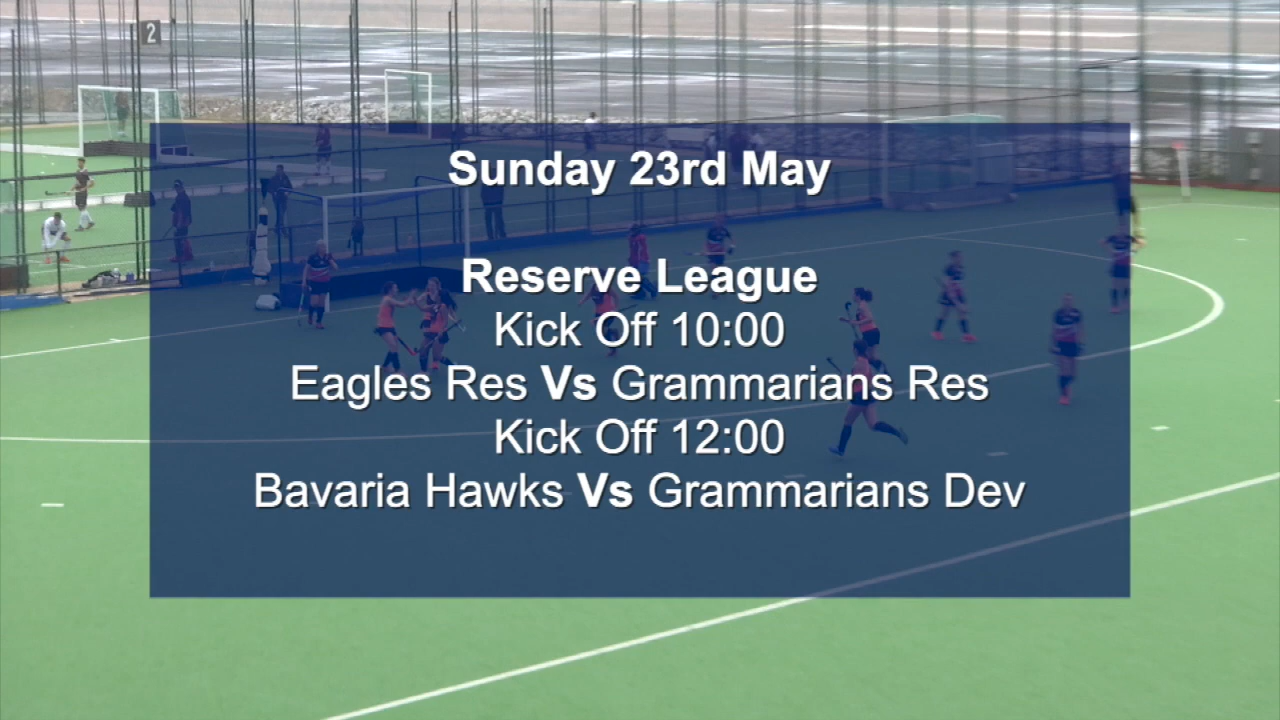 2
Sunday 23rd May
Reserve League
Kick Off 10:00
Eagles Res Vs Grammarians Res
Kick Off 12:00
Bavaria Hawks Vs Grammarians Dev